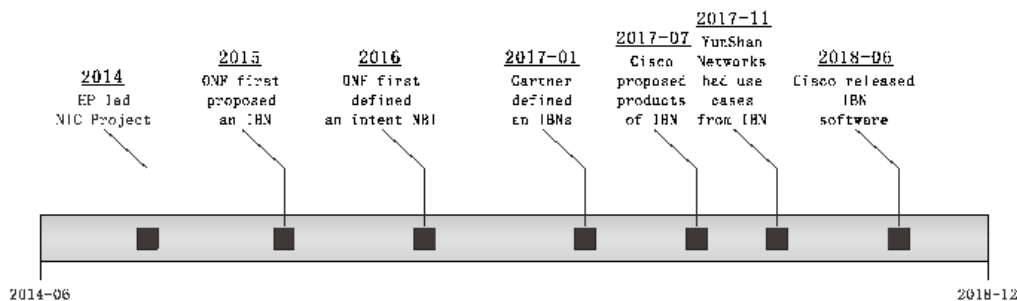 2014
HP led
NIC Project
2015
ONF first
proposed
an IBN
2016
ONF first
defined
an intent NBI
2017-01
Gartner
defined
an IBNs
2017-07
Cisco
proposed
products
of IBN
2017-11
YunShan
Networks
had use
cases
from IBN
2018-06
Cisco released
IBN
software
2014-06
2018-12